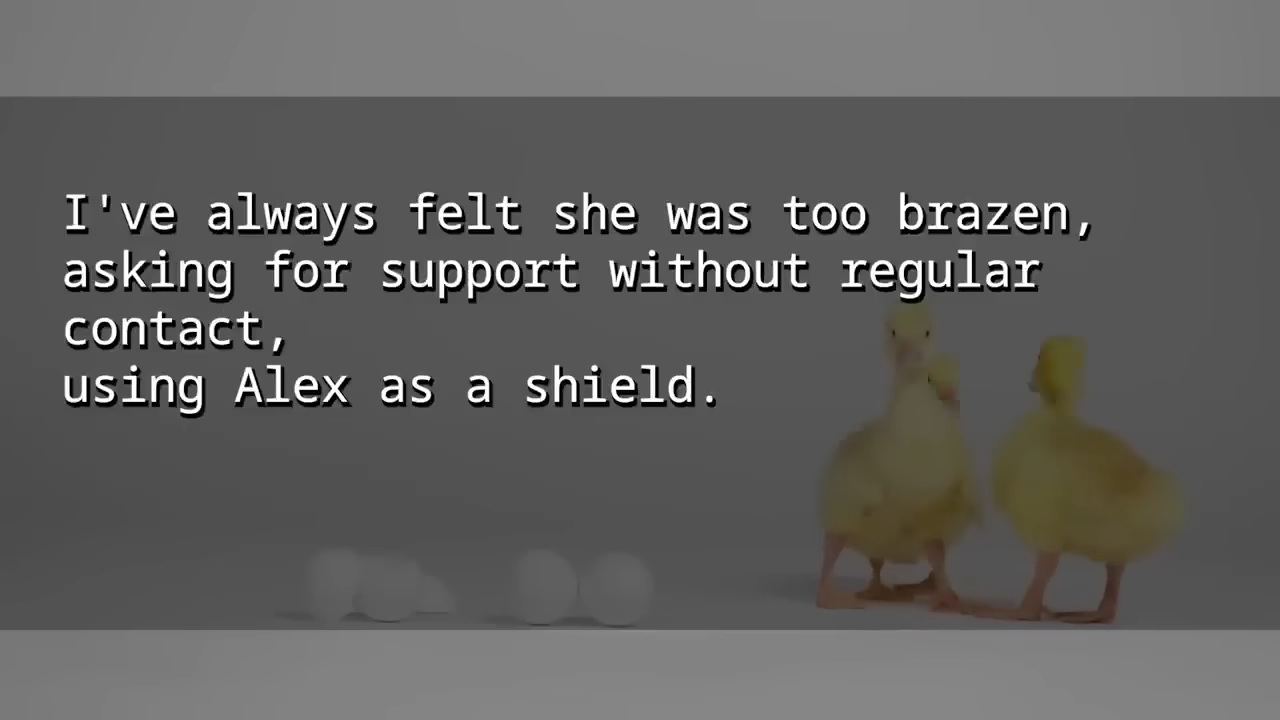 I've always felt she was too brazen,
asking for support without regular
contact,
using Alex as a shield.